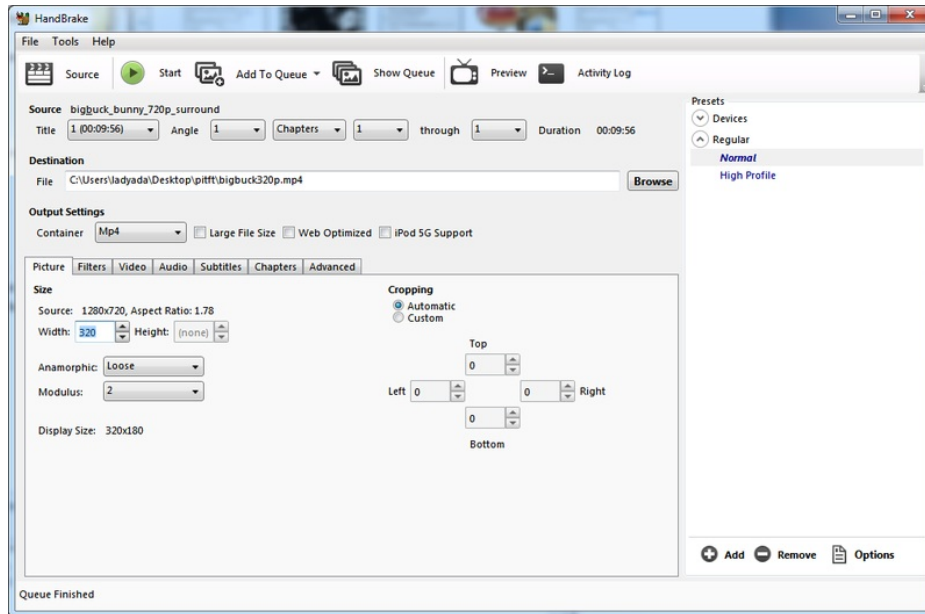 HandBrake
File Tools Help
Source Start Add To Queue Show Queue Preview Activity Log
Source bigbuck_bunny_720p_surround
Title 1 (00:09:56) Angle 1 Chapters 1 through 1 Duration 00:09:56
Destination
File C:\Users\ladyada\Desktop\pitft\bigbuck320p.mp4 Browse
Output Settings
Container Mp4 Large File Size Web Optimized iPod 5G Support
Picture Filters Video Audio Subtitles Chapters Advanced
Size
Source: 1280x720, Aspect Ratio: 1.78
Width: 320 Height: (none)
Anamorphic: Loose
Modulus: 2
Display Size: 320x180
Cropping
Automatic
Custom
Top
0
Left 0 0 Right
0
Bottom
Presets
Devices
Regular
Normal
High Profile
Add Remove Options
Queue Finished